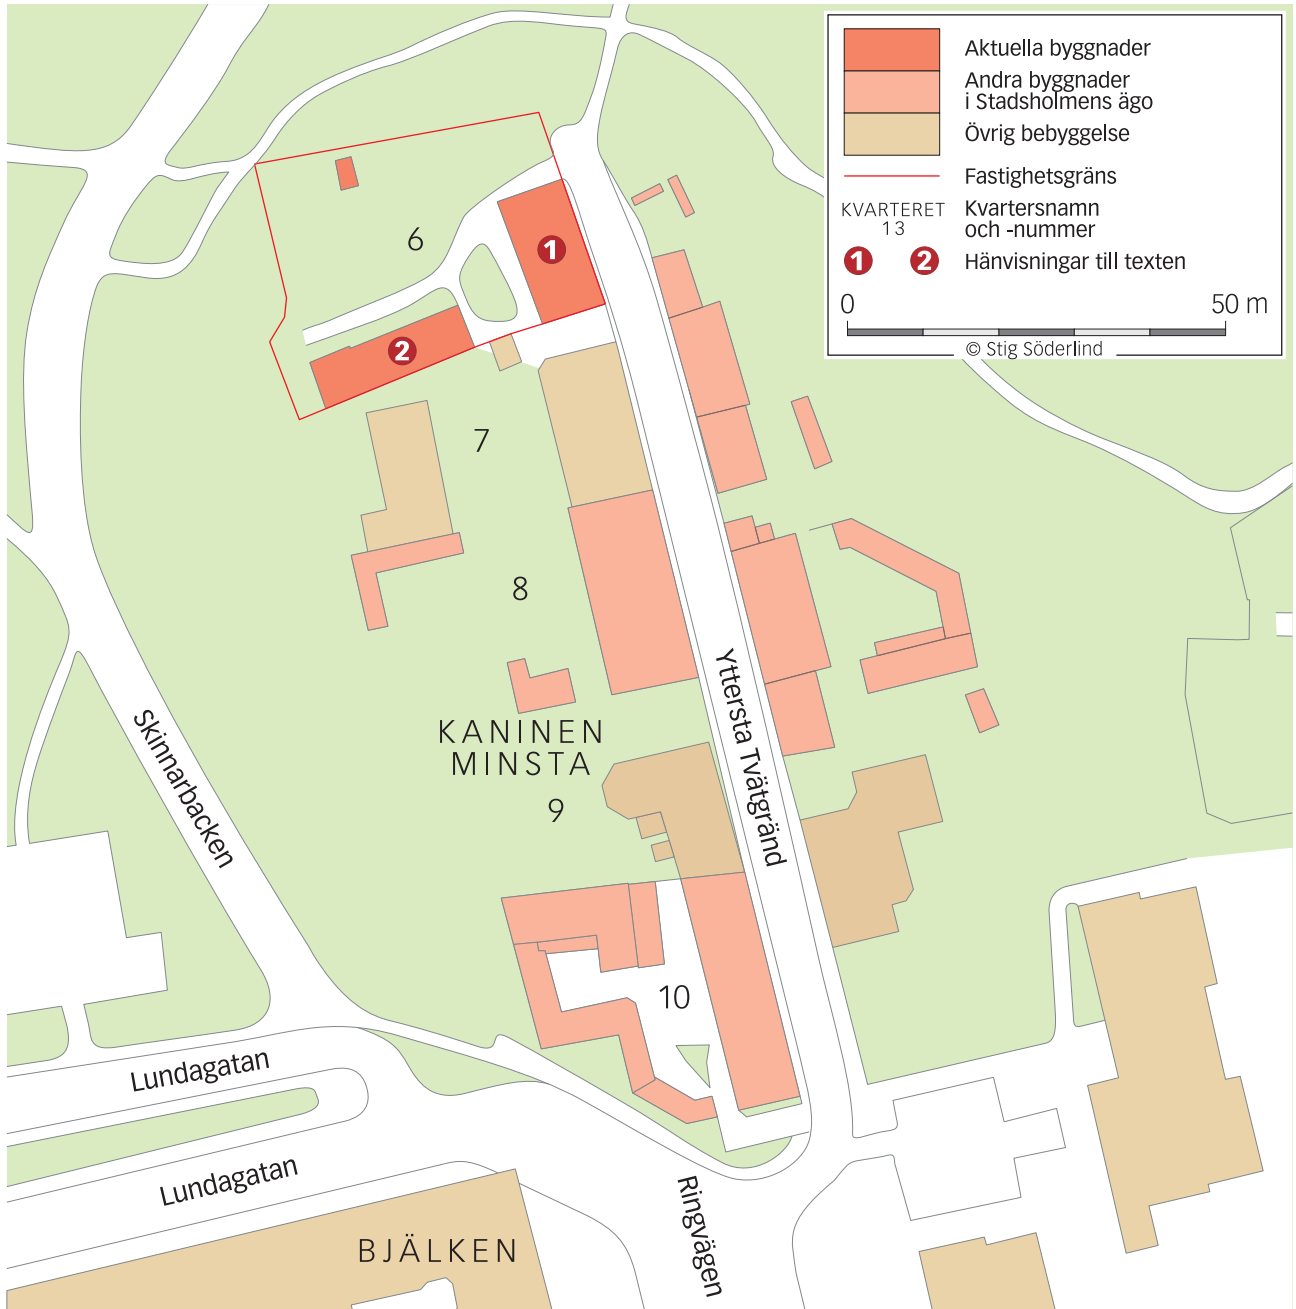 Aktuella byggnader
Andra byggnader
i Stadsholmens ägo
Övrig bebyggelse
Fastighetsgräns
KVARTERET
13
Kvartersnamn
och -nummer
1 2 Hänvisningar till texten
0 50 m
© Stig Söderlind
6
1
2
7
8
KANINEN
MINSTA
9
10
Yttersta Tvätgränd
Skinnarbacken
Lundagatan
Lundagatan
Ringvägen
BJÄLKEN